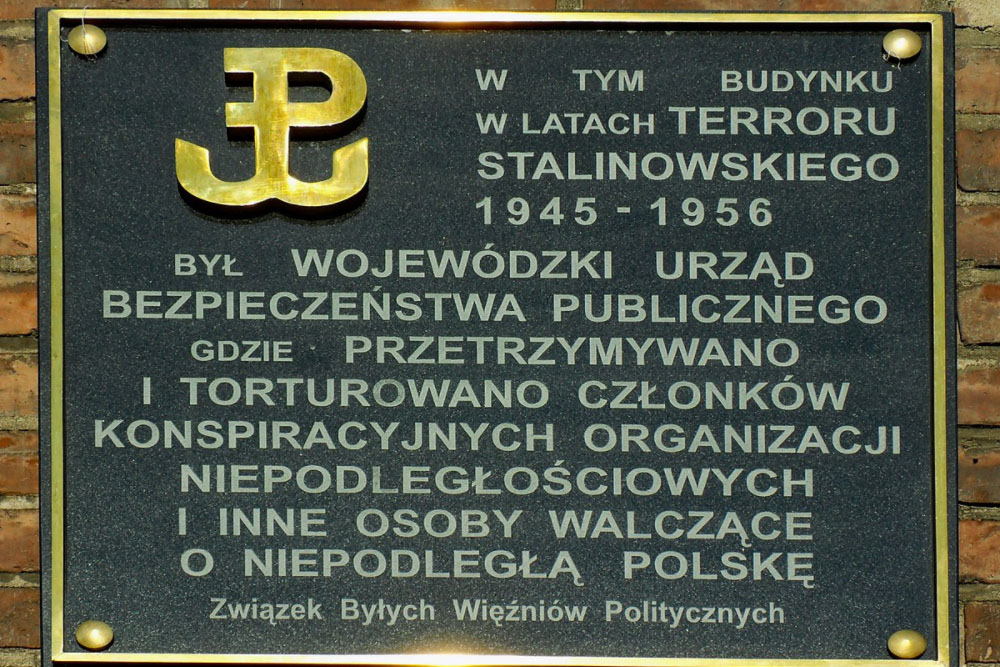 W TYM BUDYNKU
W LATACH TERRORU
STALINOWSKIEGO
1945 - 1956
BYŁ WOJEWÓDZKI URZĄD
BEZPIECZEŃSTWA PUBLICZNEGO
GDZIE PRZETRZYMYWANO
I TORTUROWANO CZŁONKÓW
KONSPIRACYJNYCH ORGANIZACJI
NIEPODLEGŁOŚCIOWYCH
I INNE OSOBY WALCZĄCE
O NIEPODLEGŁĄ POLSKĘ
Związek Byłych Więźniów Politycznych